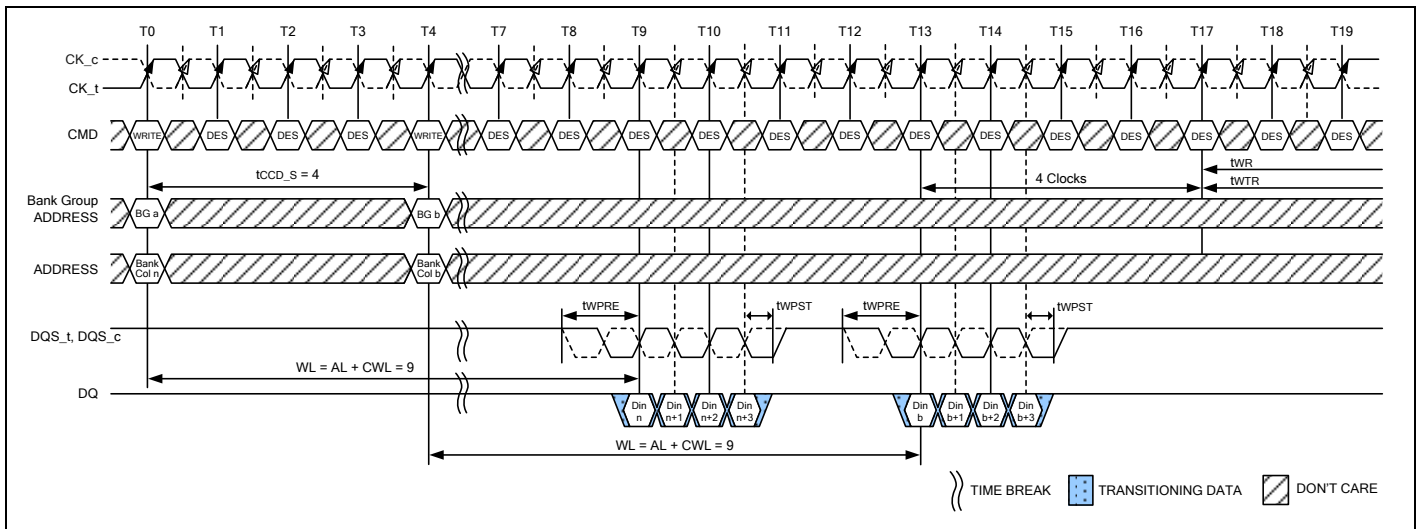 T0 T1 T2 T3 T4 T7 T8 T9 T10 T11 T12 T13 T14 T15 T16 T17 T18 T19
CK_c
CK_t
CMD WRITE DES DES DES WRITE DES DES DES DES DES DES DES DES DES DES DES DES DES
tCCD_S = 4 4 Clocks tWR
tWTR
Bank Group
ADDRESS BG a BG b
ADDRESS Bank Col n Bank Col b
tWPRE tWPST tWPRE tWPST
DQS_t, DQS_c
WL = AL + CWL = 9
DQ Din n Din n+1 Din n+2 Din n+3 Din b Din b+1 Din b+2 Din b+3
WL = AL + CWL = 9
TIME BREAK TRANSITIONING DATA DON'T CARE